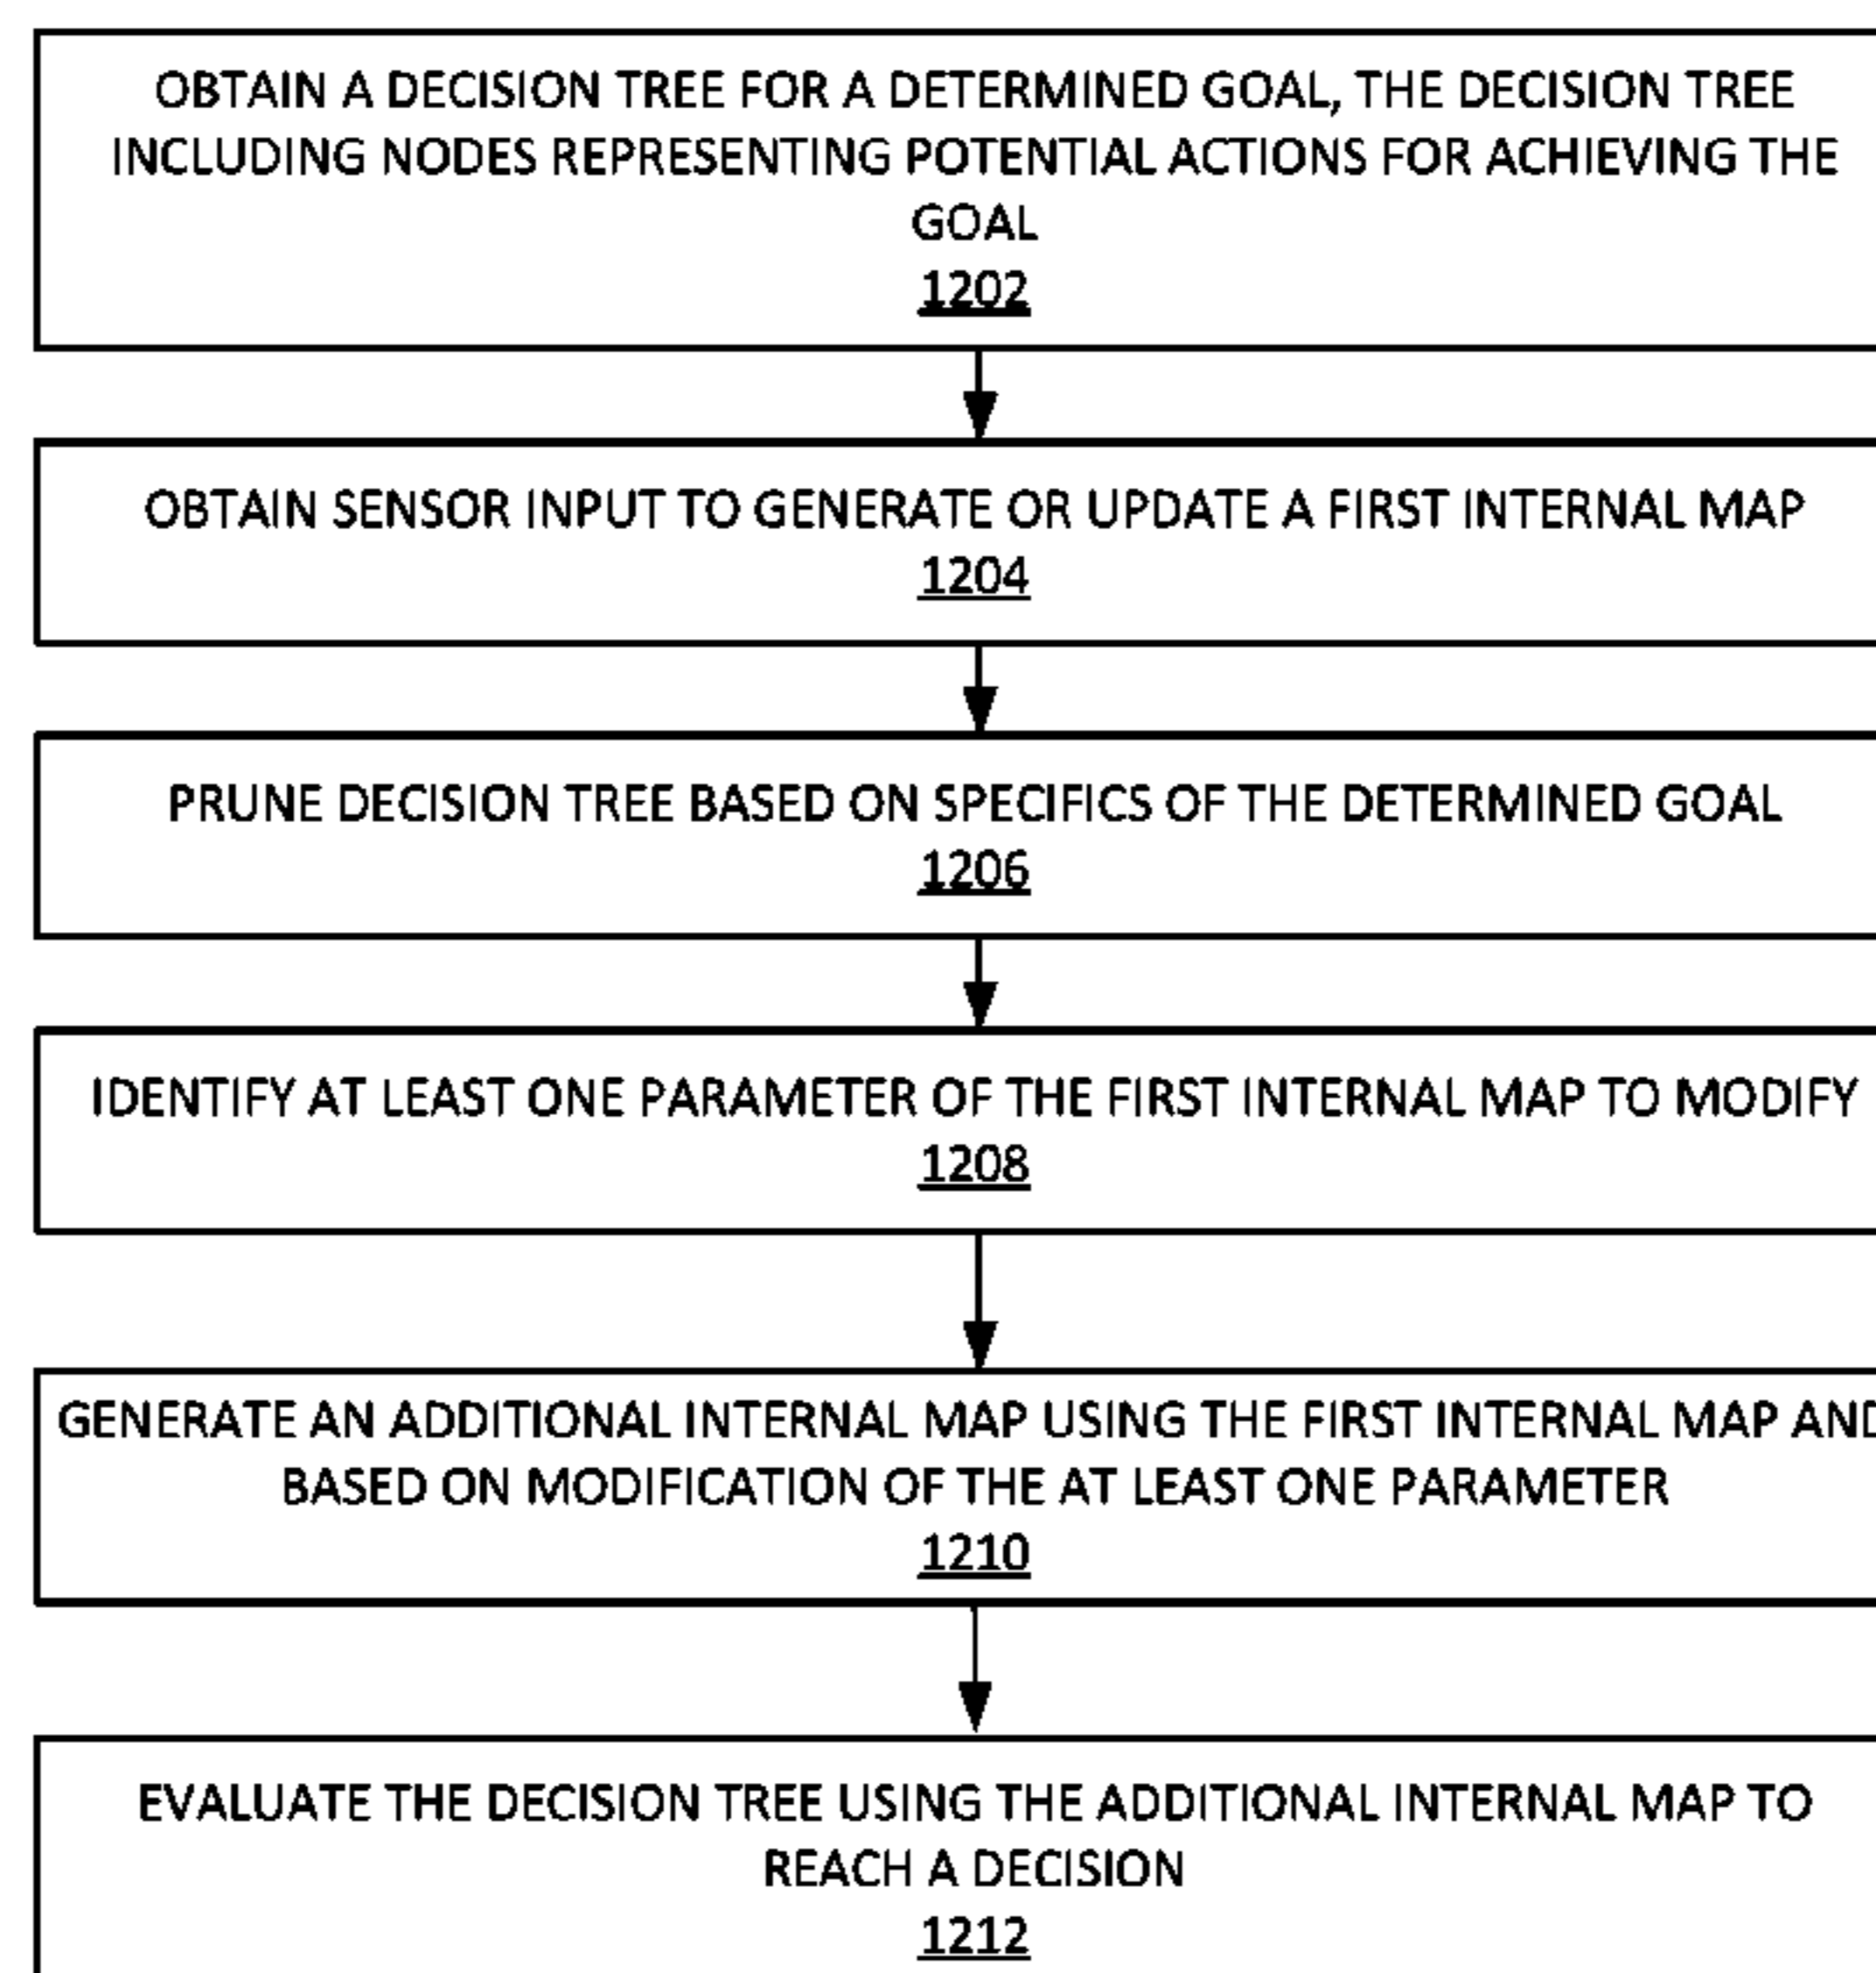 OBTAIN A DECISION TREE FOR A DETERMINED GOAL, THE DECISION TREE
INCLUDING NODES REPRESENTING POTENTIAL ACTIONS FOR ACHIEVING THE
GOAL
1202
OBTAIN SENSOR INPUT TO GENERATE OR UPDATE A FIRST INTERNAL MAP
1204
PRUNE DECISION TREE BASED ON SPECIFICS OF THE DETERMINED GOAL
1206
IDENTIFY AT LEAST ONE PARAMETER OF THE FIRST INTERNAL MAP TO MODIFY
1208
GENERATE AN ADDITIONAL INTERNAL MAP USING THE FIRST INTERNAL MAP AND
BASED ON MODIFICATION OF THE AT LEAST ONE PARAMETER
1210
EVALUATE THE DECISION TREE USING THE ADDITIONAL INTERNAL MAP TO
REACH A DECISION
1212